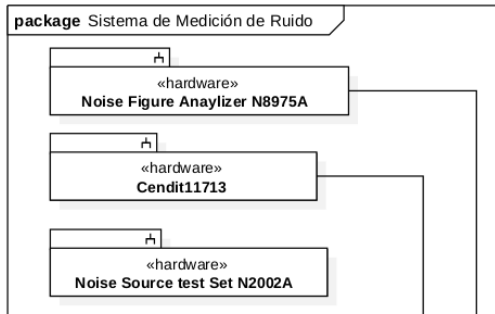 package Sistema de Medición de Ruido
«hardware»
Noise Figure Anaylizer N8975A
«hardware»
Cendit11713
«hardware»
Noise Source test Set N2002A